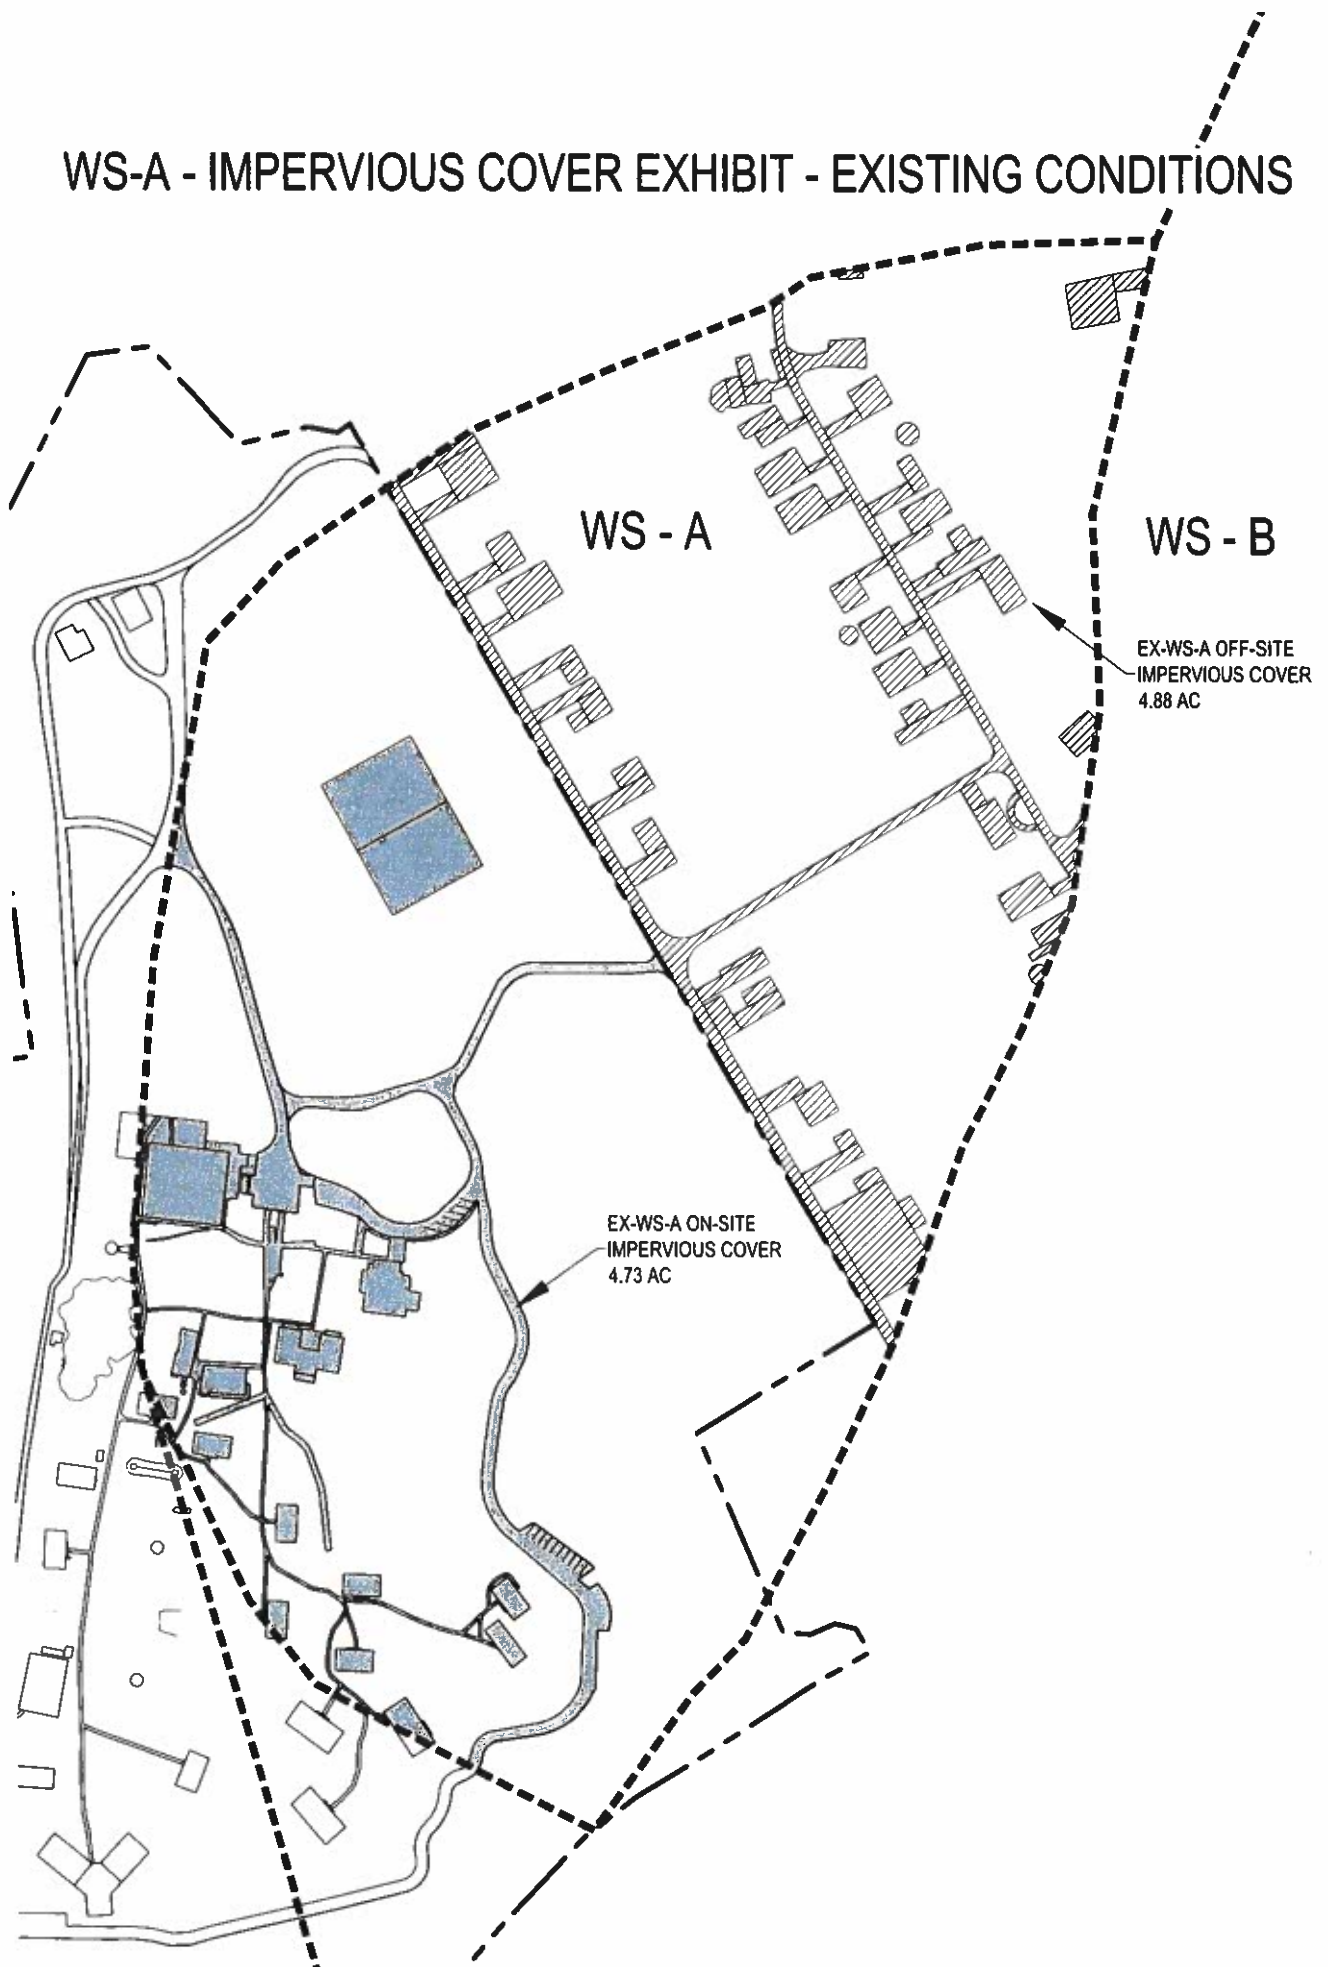 WS-A - IMPERVIOUS COVER EXHIBIT - EXISTING CONDITIONS
WS - A
WS - B
EX-WS-A OFF-SITE
IMPERVIOUS COVER
4.88 AC
EX-WS-A ON-SITE
IMPERVIOUS COVER
4.73 AC